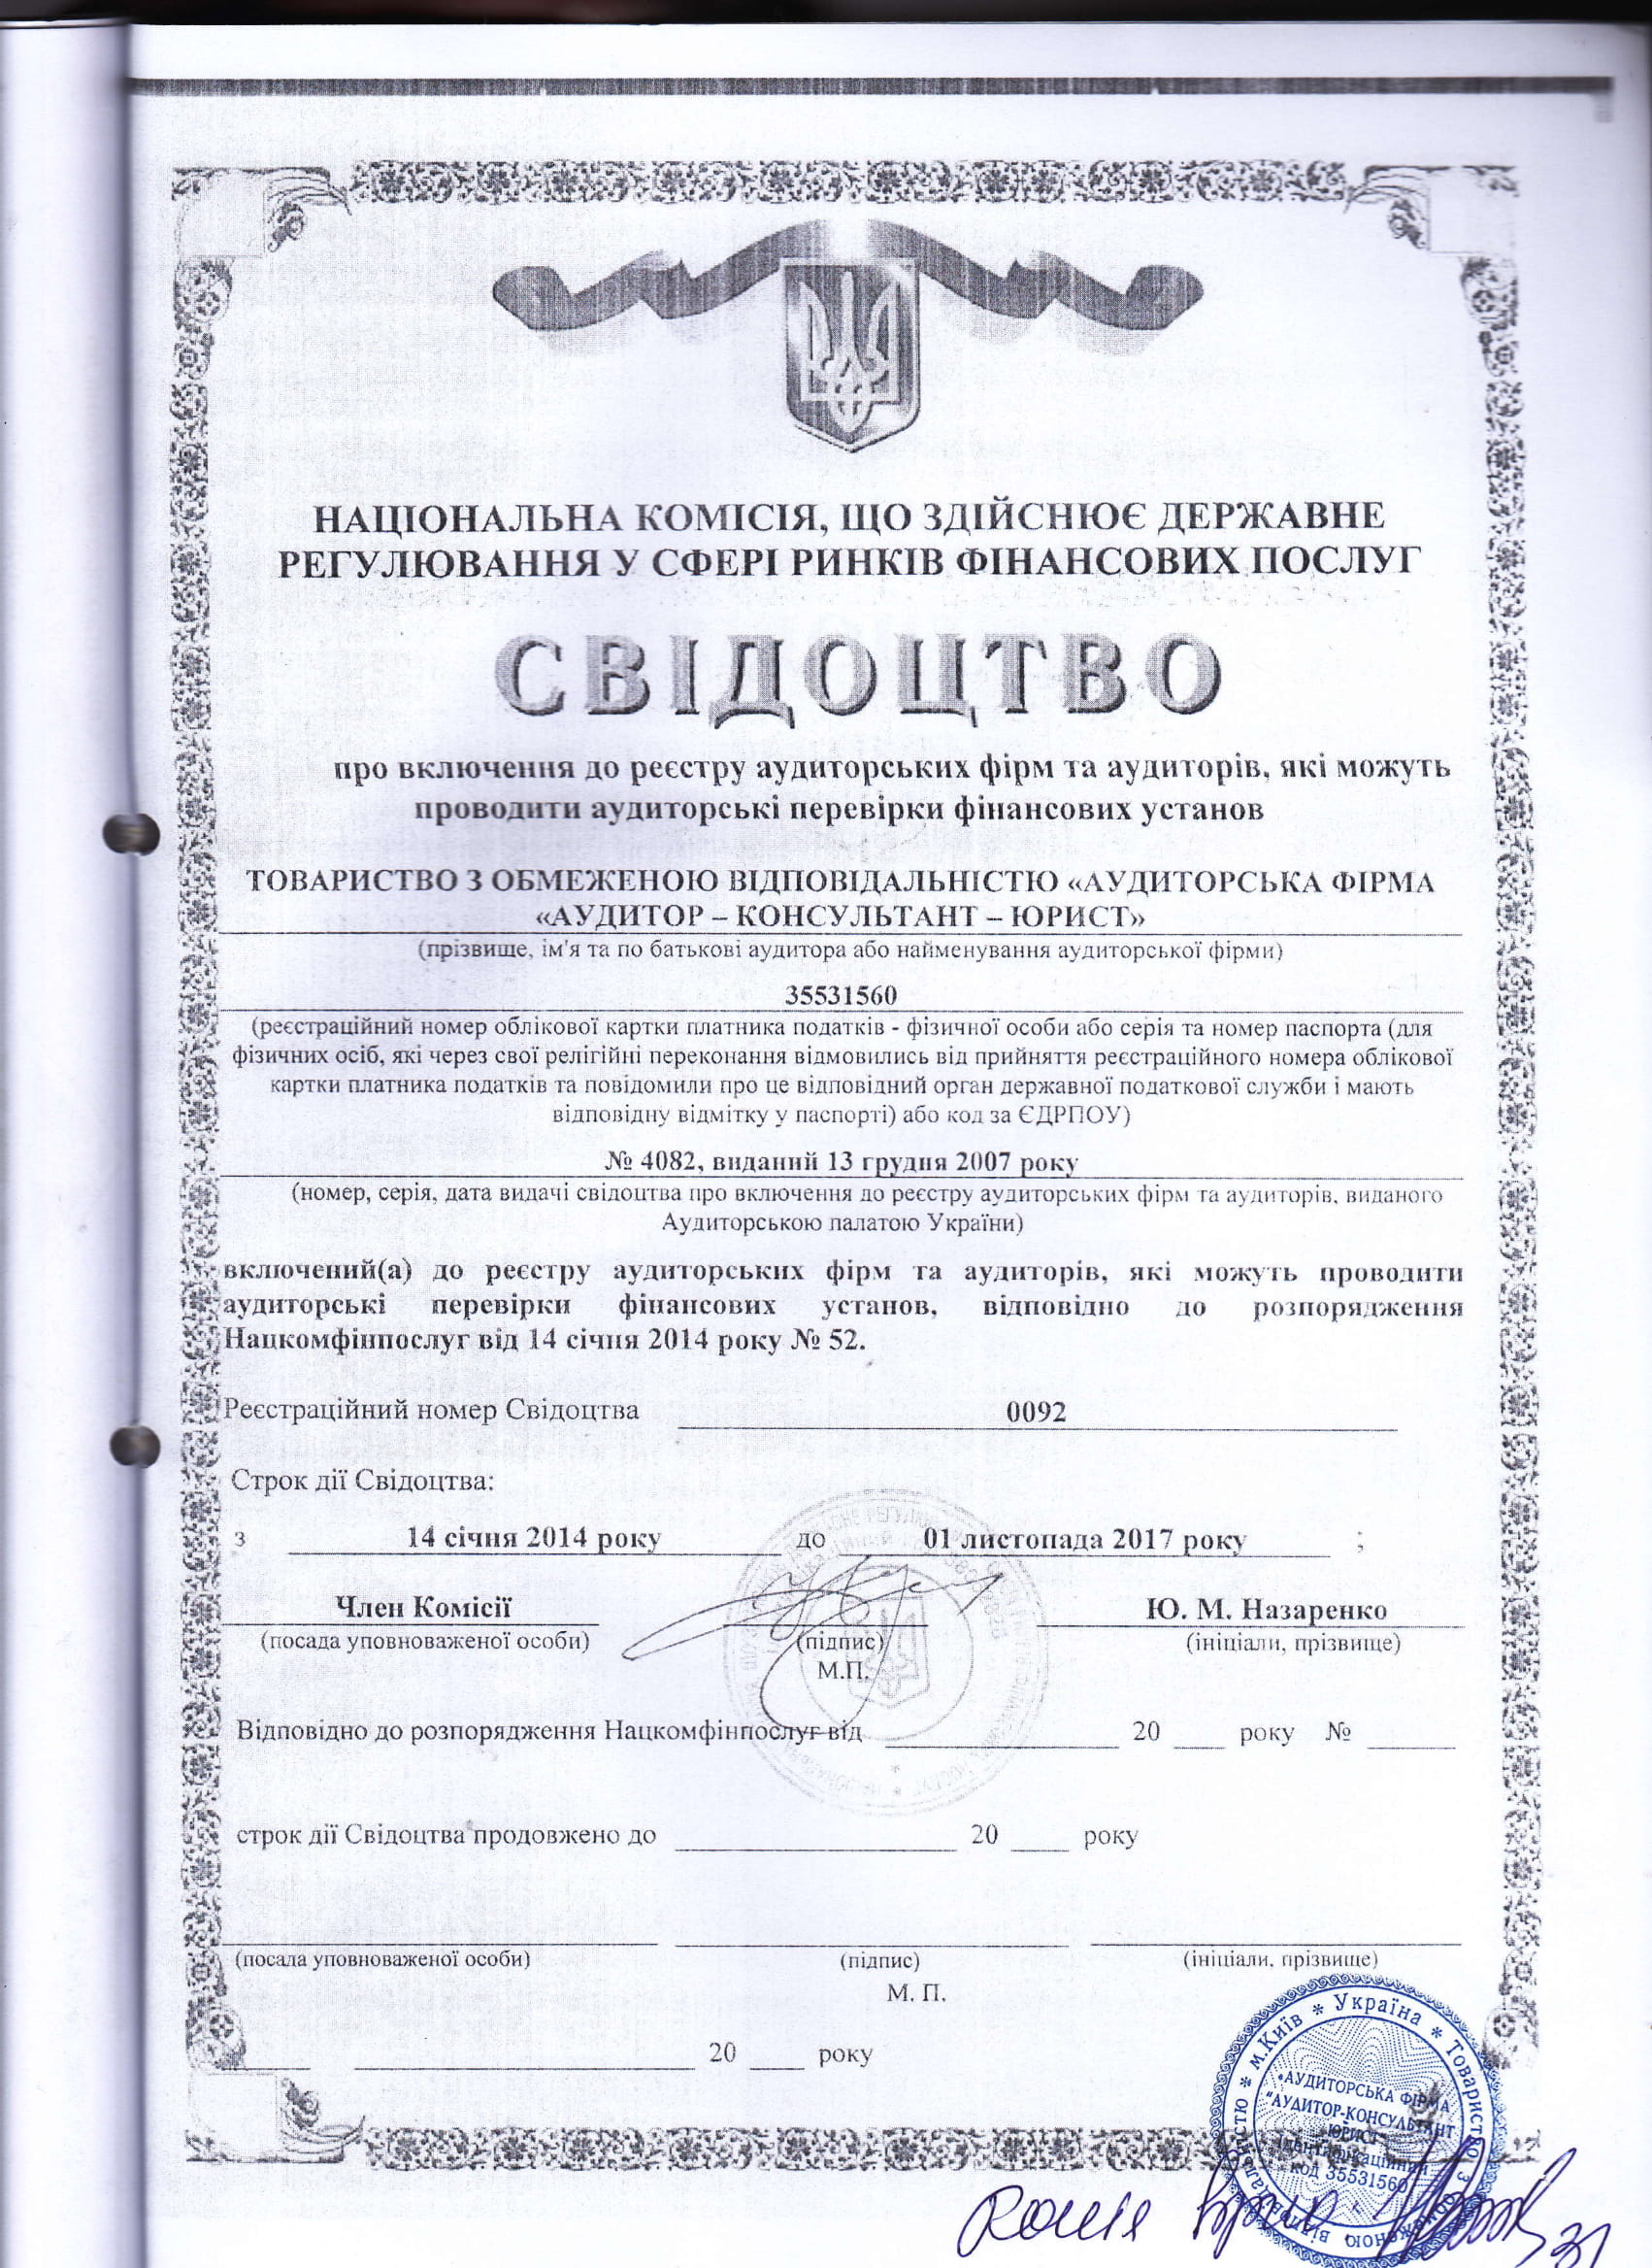 НАЦІОНАЛЬНА КОМІСІЯ, ЩО ЗДІЙСНЮЄ ДЕРЖАВНЕ
РЕГУЛЮВАННЯ У СФЕРІ РИНКІВ ФІНАНСОВИХ ПОСЛУГ
СВІДОЦТВО
про включення до реєстру аудиторських фірм та аудиторів, які можуть
проводити аудиторські перевірки фінансових установ
ТОВАРИСТВО З ОБМЕЖЕНОЮ ВІДПОВІДАЛЬНІСТЮ «АУДИТОРСЬКА ФІРМА
«АУДИТОР – КОНСУЛЬТАНТ – ЮРИСТ»
(прізвище, ім'я та по батькові аудитора або найменування аудиторської фірми)
35531560
(реєстраційний номер облікової картки платника податків - фізичної особи або серія та номер паспорта (для
фізичних осіб, які через свої релігійні переконання відмовились від прийняття реєстраційного номера облікової
картки платника податків та повідомили про це відповідний орган державної податкової служби і мають
відповідну відмітку у паспорті) або код за ЄДРПОУ)
№ 4082, виданий 13 грудня 2007 року
(номер, серія, дата видачі свідоцтва про включення до реєстру аудиторських фірм та аудиторів, виданого
Аудиторською палатою України)
включений(а) до реєстру аудиторських фірм та аудиторів, які можуть проводити
аудиторські перевірки фінансових установ, відповідно до розпорядження
Нацкомфінпослуг від 14 січня 2014 року № 52.
Реєстраційний номер Свідоцтва 0092
Строк дії Свідоцтва:
з 14 січня 2014 року до 01 листопада 2017 року ;
Член Комісії Ю. М. Назаренко
(посада уповноваженої особи) (підпис) (ініціали, прізвище)
М.П.
Відповідно до розпорядження Нацкомфінпослуг від 20 року №
строк дії Свідоцтва продовжено до 20 року
(посада уповноваженої особи) (підпис) (ініціали, прізвище)
М. П.
20 року
* м.Київ * Україна * Товариство з обмеженою відповідальністю
«АУДИТОРСЬКА ФІРМА
"АУДИТОР-КОНСУЛЬТАНТ
ЮРИСТ"
Ідентифікаційний
код 35531560
Копія вірна